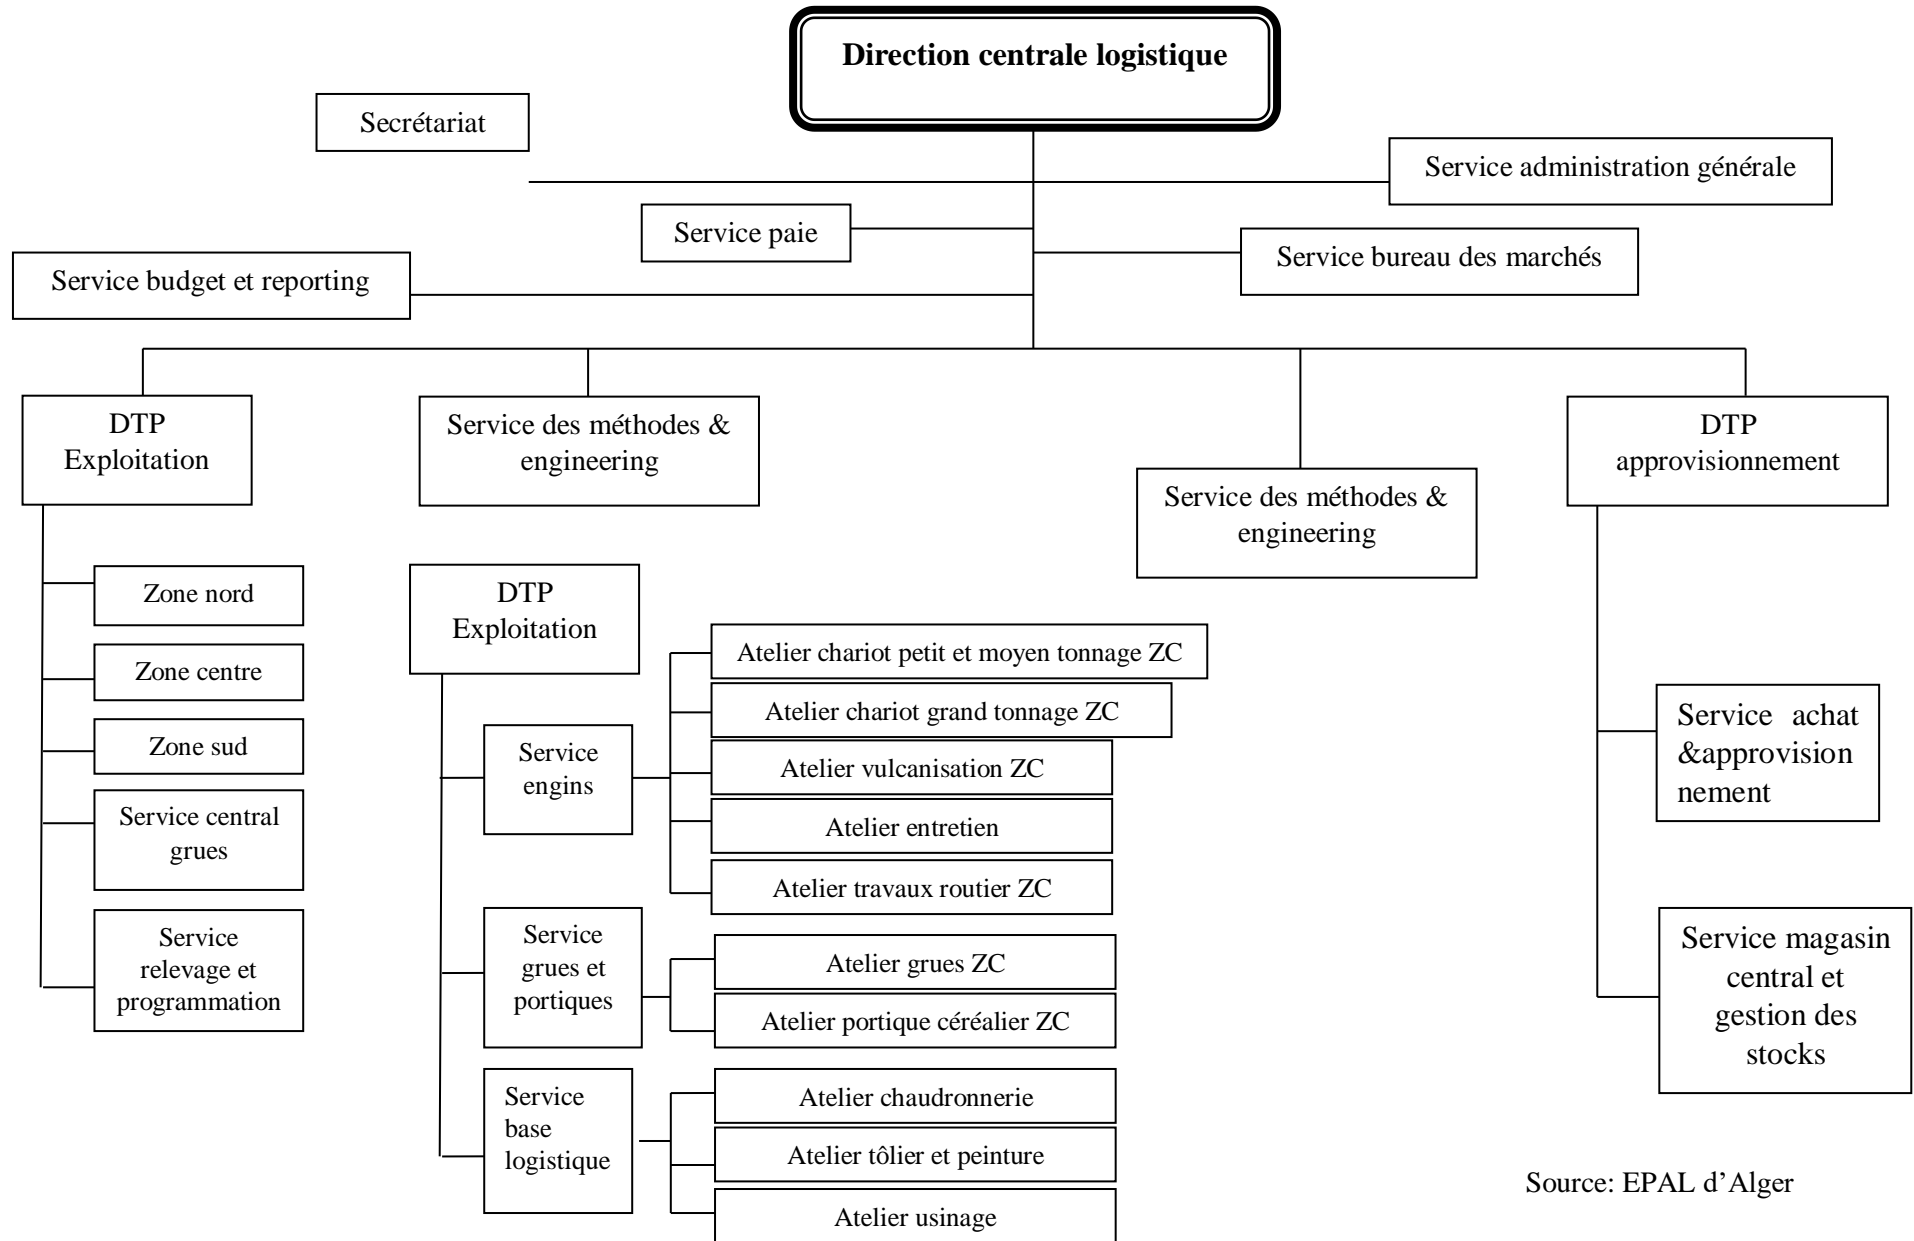 Direction centrale logistique
Secrétariat
Service administration générale
Service paie
Service bureau des marchés
Service budget et reporting
DTP
Exploitation
Service des méthodes &
engineering
Service des méthodes &
engineering
DTP
approvisionnement
Zone nord
Zone centre
Zone sud
Service central
grues
Service
relevage et
programmation
DTP
Exploitation
Service
engins
Atelier chariot petit et moyen tonnage ZC
Atelier chariot grand tonnage ZC
Atelier vulcanisation ZC
Atelier entretien
Atelier travaux routier ZC
Service
grues et
portiques
Atelier grues ZC
Atelier portique céréalier ZC
Service
base
logistique
Atelier chaudronnerie
Atelier tôlier et peinture
Atelier usinage
Service achat
&approvision
nement
Service magasin
central et
gestion des
stocks
Source: EPAL d’Alger